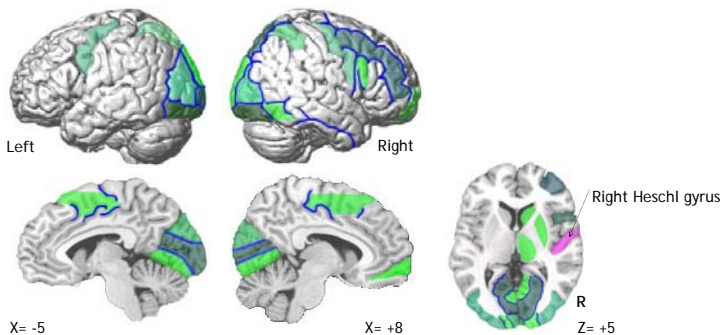 Left
Right
Right Heschl gyrus
X= -5
X= +8
R
Z= +5